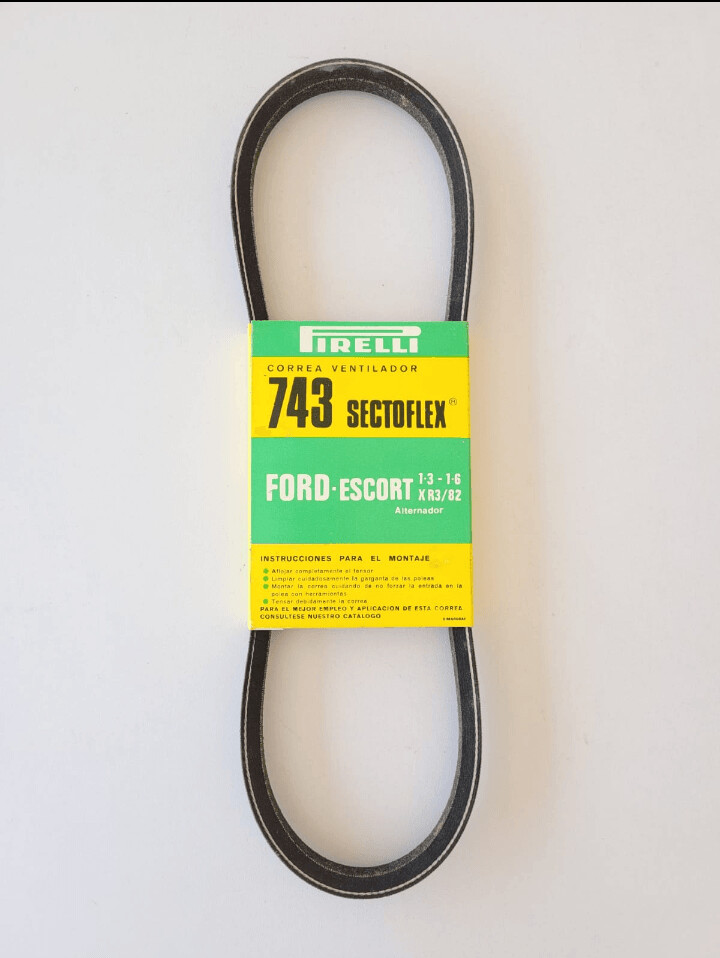 PIRELLI
CORREA VENTILADOR
743 SECTOFLEX
FORD-ESCORT 1·3 - 1·6
XR3/82
Alternador
INSTRUCCIONES PARA EL MONTAJE
Aflojar completamente el tensor
Limpiar cuidadosamente la garganta de las poleas
Montar la correa cuidando de no forzar la entrada en la
polea con herramientas
Tensar debidamente la correa
PARA EL MEJOR EMPLEO Y APLICACION DE ESTA CORREA
CONSULTESE NUESTRO CATALOGO